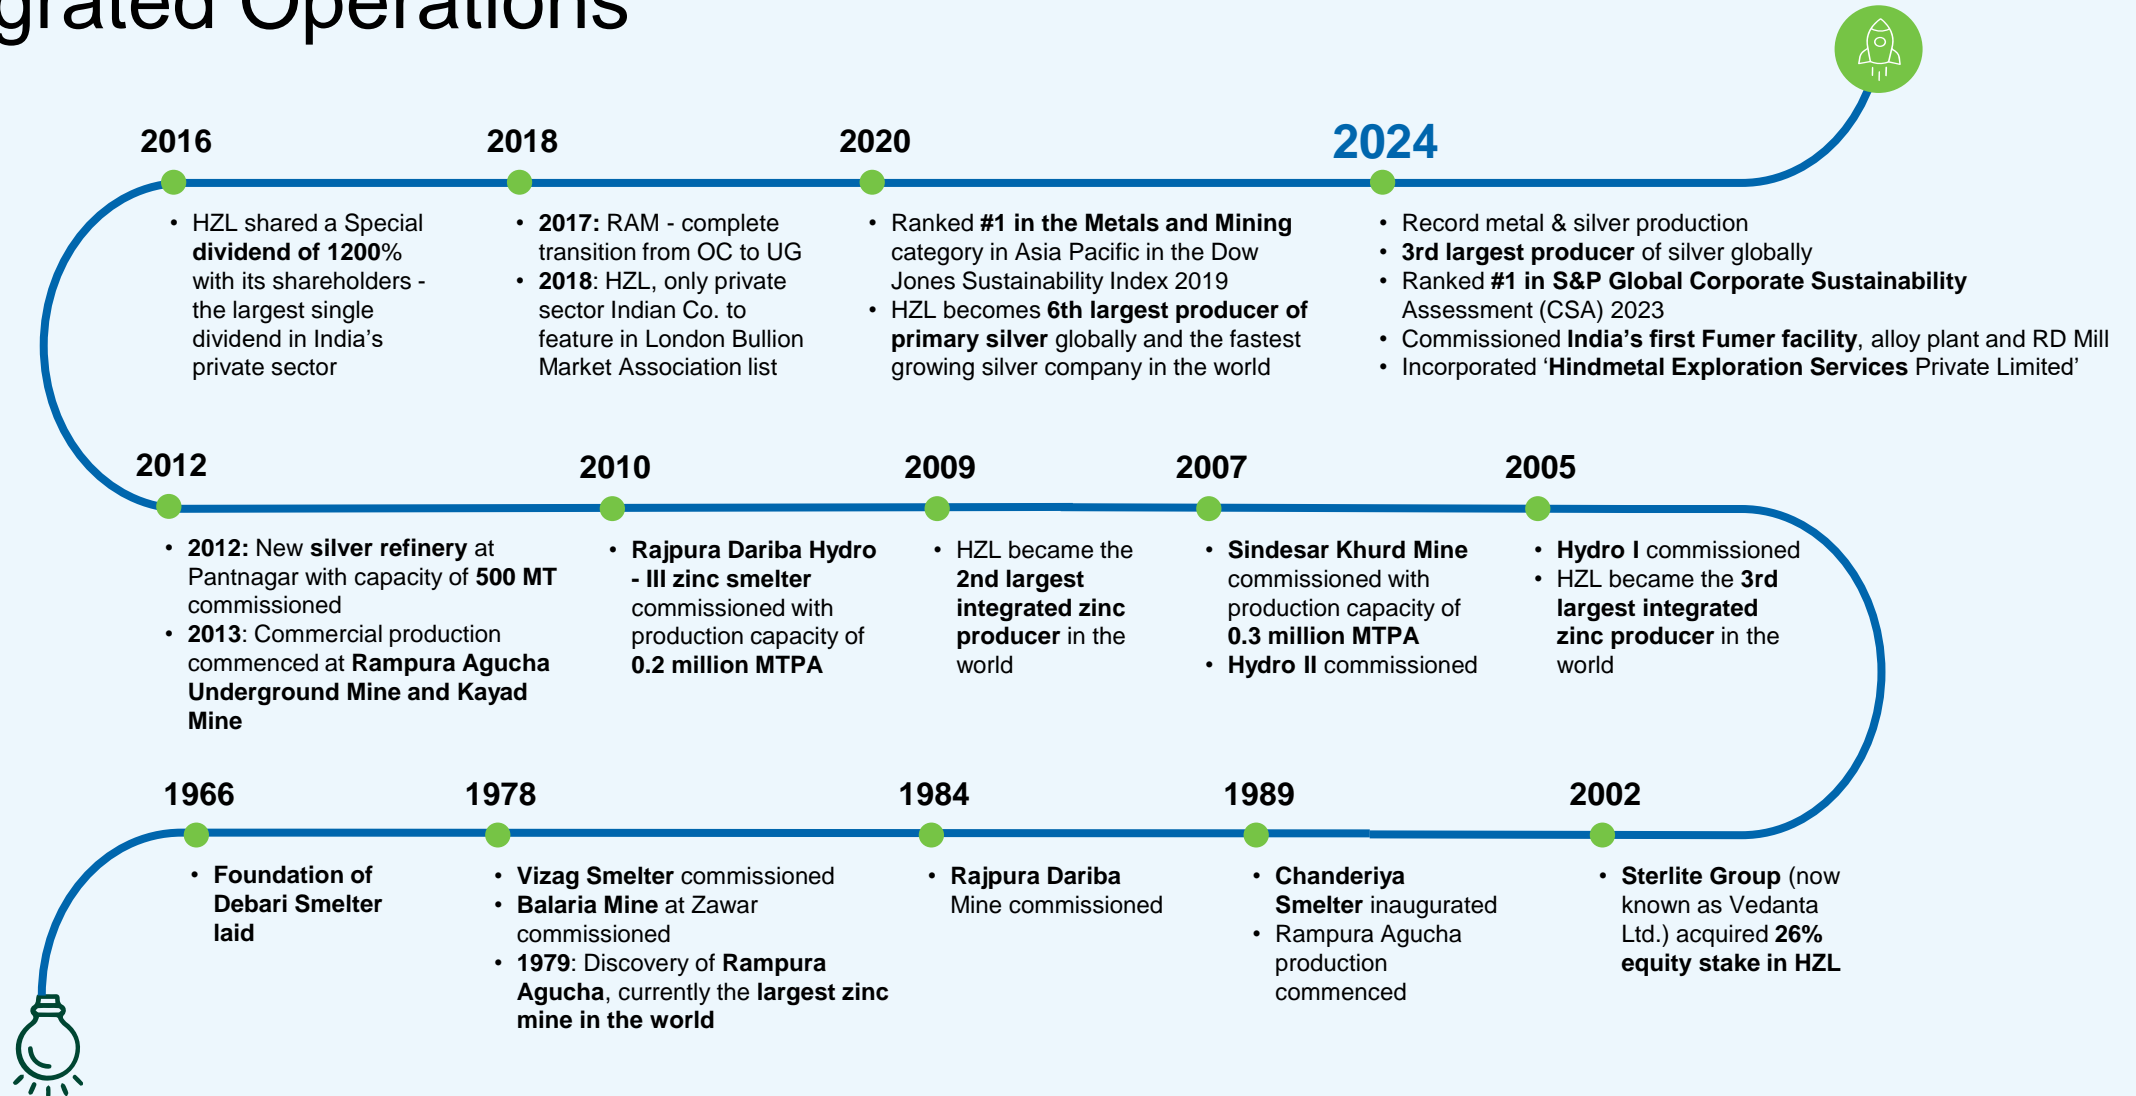 grated Operations
2016
• HZL shared a Special
dividend of 1200%
with its shareholders -
the largest single
dividend in India's
private sector
2018
• 2017: RAM - complete
transition from OC to UG
• 2018: HZL, only private
sector Indian Co. to
feature in London Bullion
Market Association list
2020
• Ranked #1 in the Metals and Mining
category in Asia Pacific in the Dow
Jones Sustainability Index 2019
• HZL becomes 6th largest producer of
primary silver globally and the fastest
growing silver company in the world
2024
• Record metal & silver production
• 3rd largest producer of silver globally
• Ranked #1 in S&P Global Corporate Sustainability
Assessment (CSA) 2023
• Commissioned India’s first Fumer facility, alloy plant and RD Mill
• Incorporated ‘Hindmetal Exploration Services Private Limited’
2012
• 2012: New silver refinery at
Pantnagar with capacity of 500 MT
commissioned
• 2013: Commercial production
commenced at Rampura Agucha
Underground Mine and Kayad
Mine
2010
• Rajpura Dariba Hydro
- III zinc smelter
commissioned with
production capacity of
0.2 million MTPA
2009
• HZL became the
2nd largest
integrated zinc
producer in the
world
2007
• Sindesar Khurd Mine
commissioned with
production capacity of
0.3 million MTPA
• Hydro II commissioned
2005
• Hydro I commissioned
• HZL became the 3rd
largest integrated
zinc producer in the
world
1966
• Foundation of
Debari Smelter
laid
1978
• Vizag Smelter commissioned
• Balaria Mine at Zawar
commissioned
• 1979: Discovery of Rampura
Agucha, currently the largest zinc
mine in the world
1984
• Rajpura Dariba
Mine commissioned
1989
• Chanderiya
Smelter inaugurated
• Rampura Agucha
production
commenced
2002
• Sterlite Group (now
known as Vedanta
Ltd.) acquired 26%
equity stake in HZL